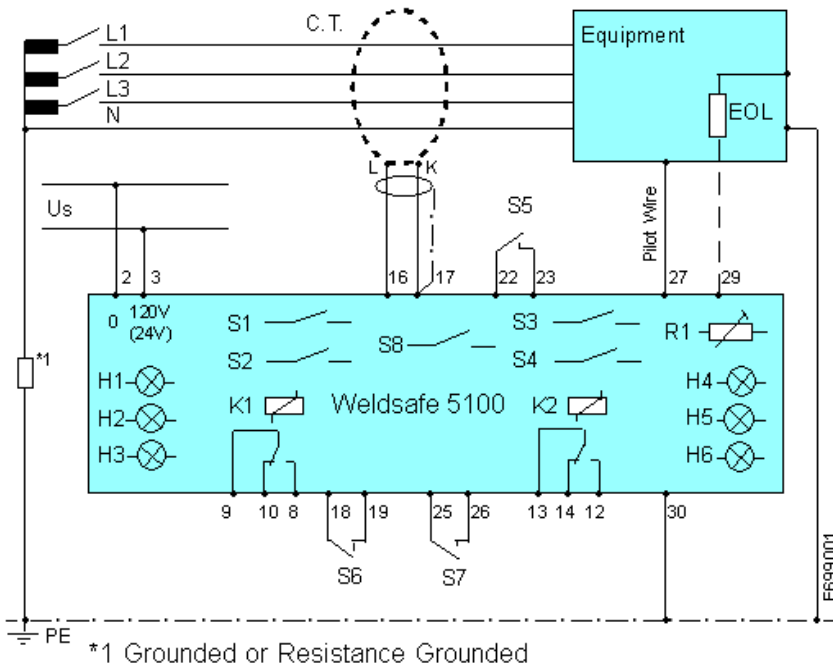 L1
C.T.
Equipment
L2
L3
N
EOL
L K
Us
S5
Pilot Wire
2 3 16 17 22 23 27 29
0 120V
(24V)
S1
S2
S8
S3
S4
R1
*1
H1
H2
H3
K1
Weldsafe 5100
K2
H4
H5
H6
9 10 8 18 19 25 26 13 14 12 30
S6
S7
F699001
PE
*1 Grounded or Resistance Grounded